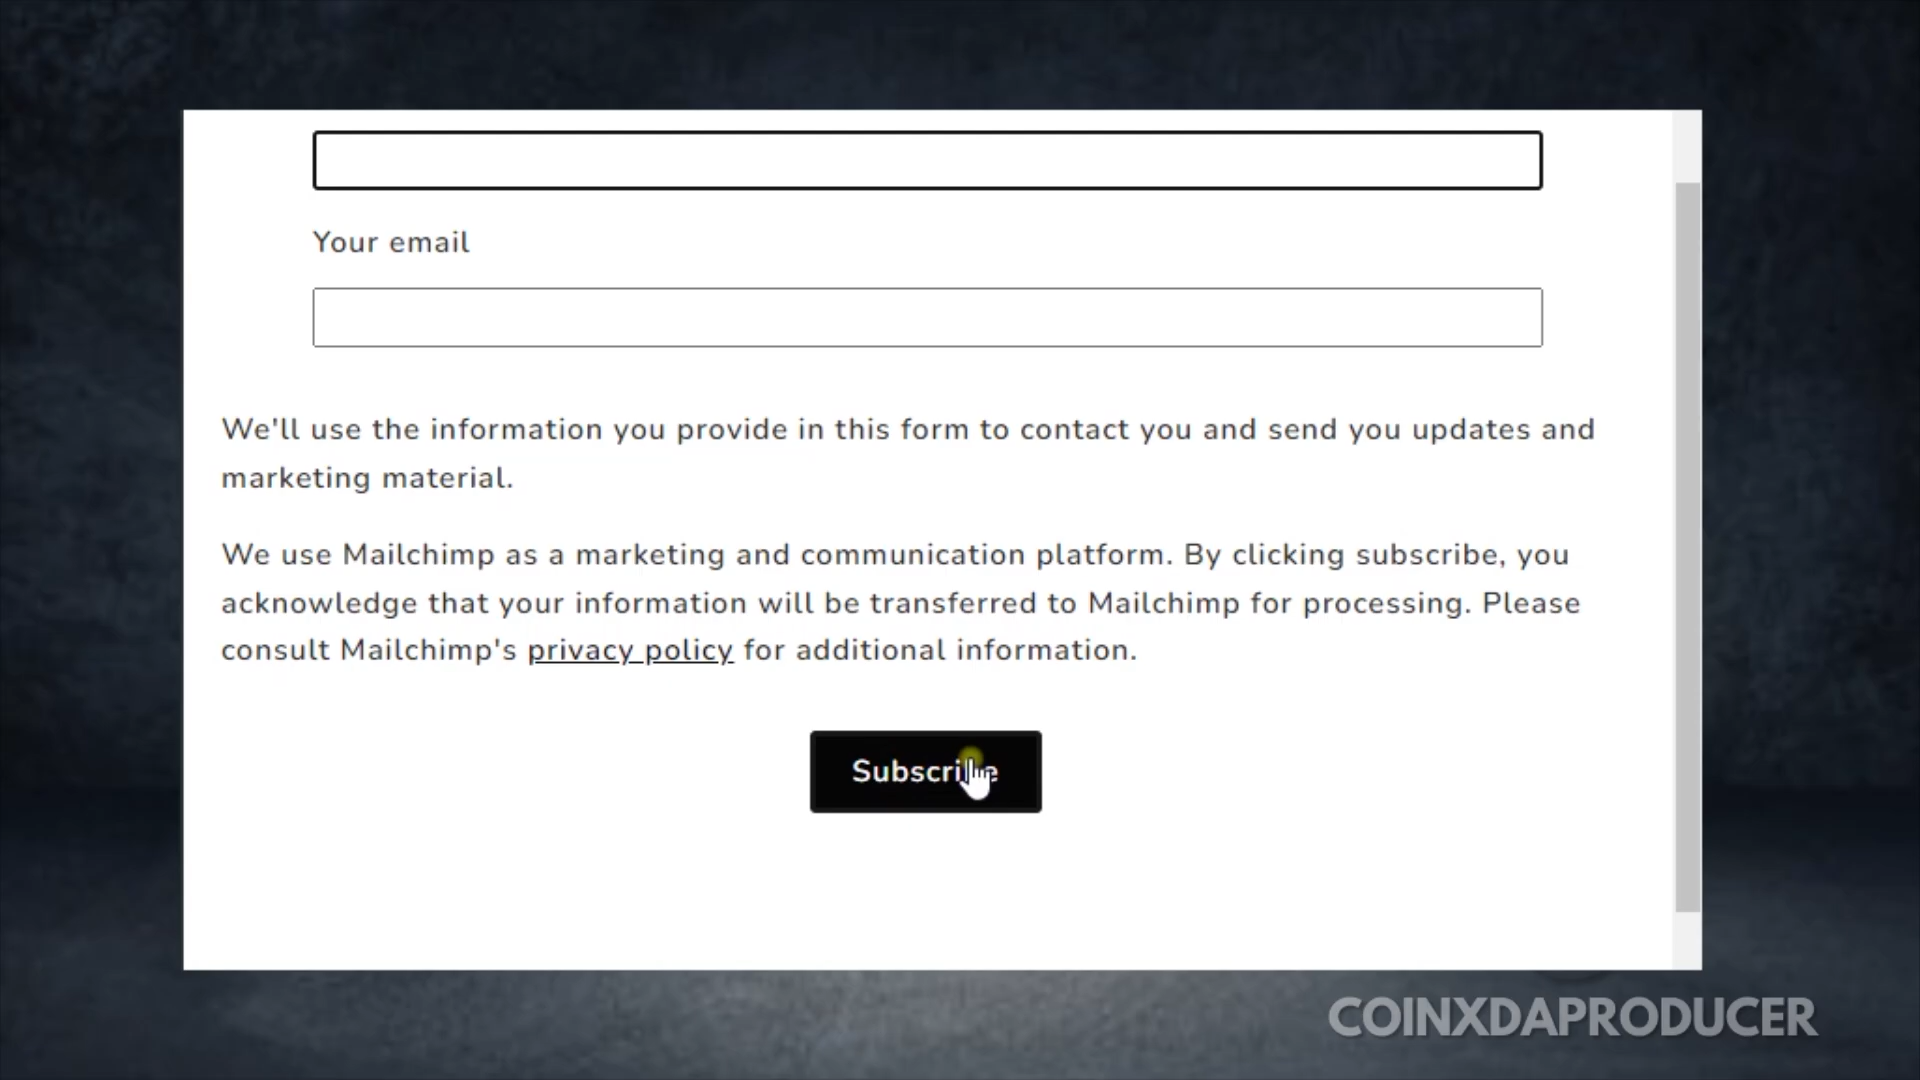 Your email
We'll use the information you provide in this form to contact you and send you updates and
marketing material.
We use Mailchimp as a marketing and communication platform. By clicking subscribe, you
acknowledge that your information will be transferred to Mailchimp for processing. Please
consult Mailchimp's privacy policy for additional information.
Subscribe
COINXDAPRODUCER